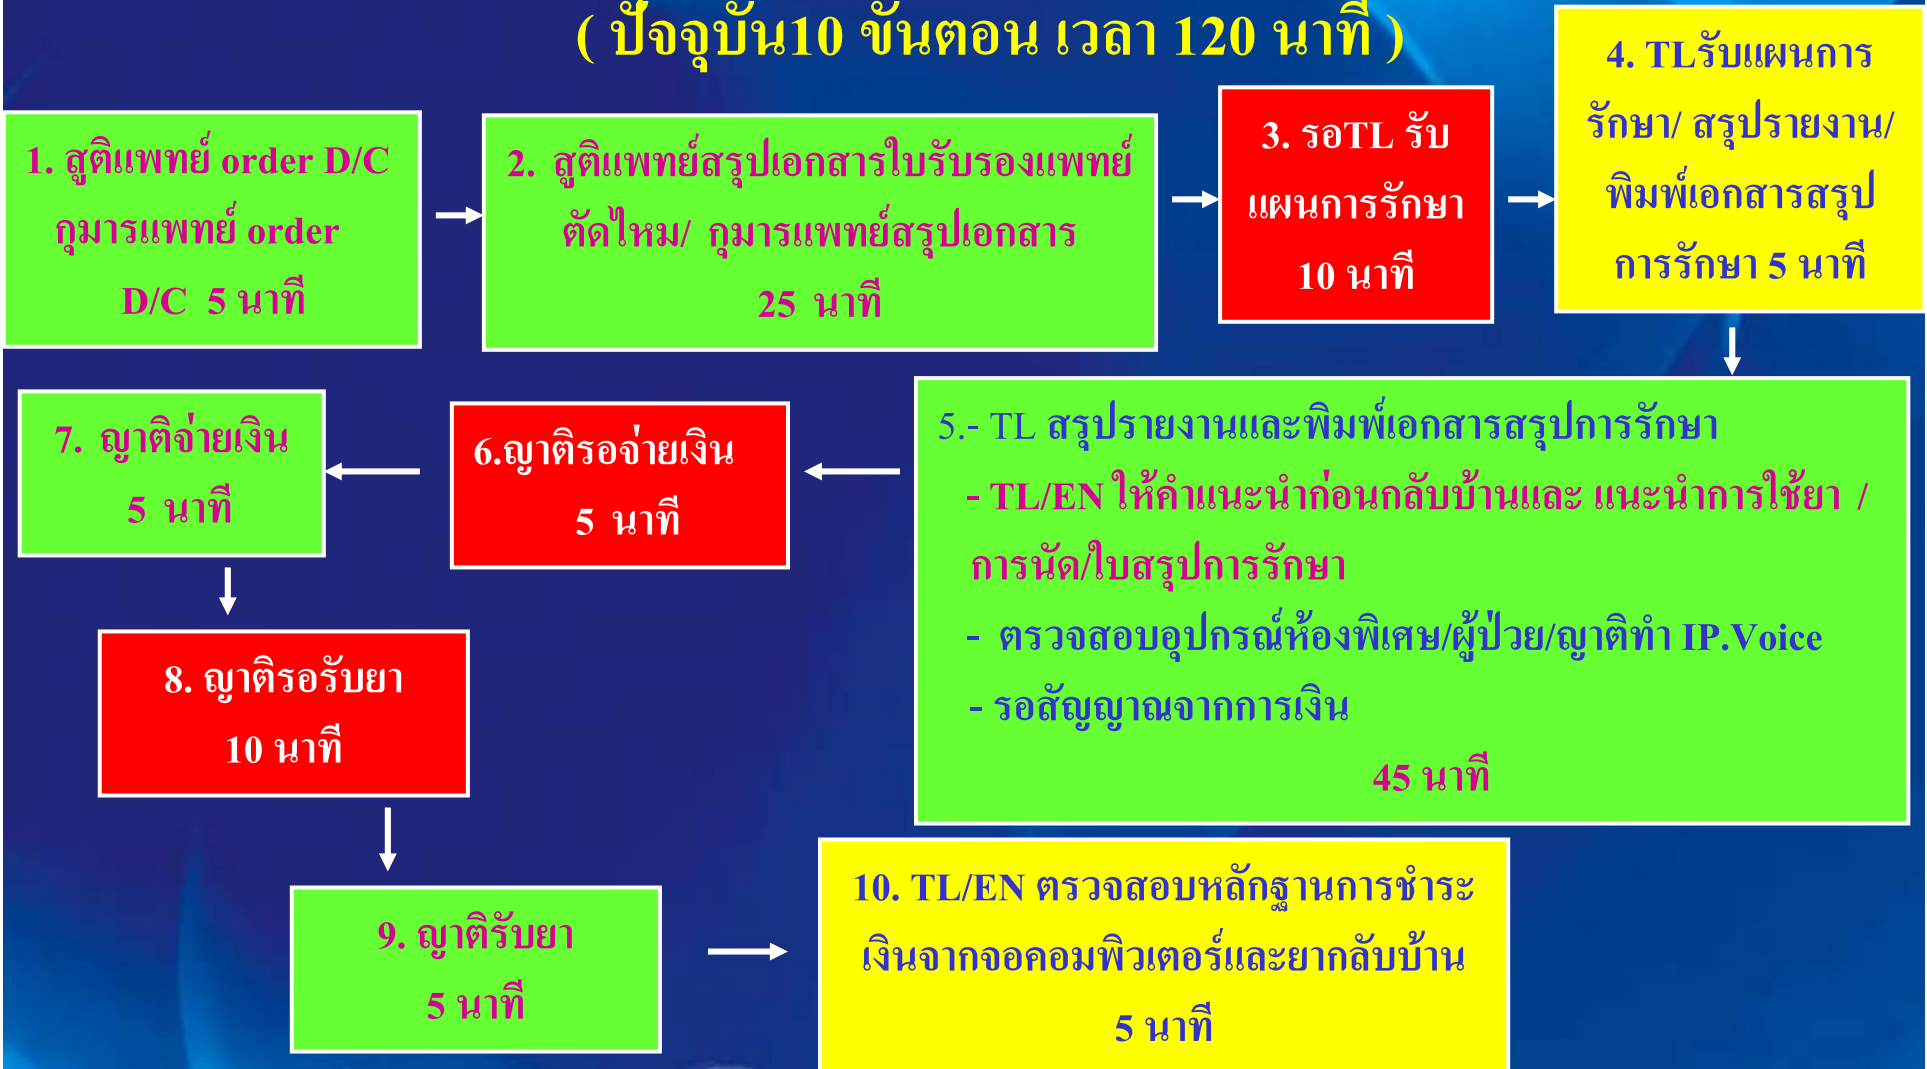 ( ปัจจุบัน10 ขั้นตอน เวลา 120 นาที )
1. สูติแพทย์ order D/C
กุมารแพทย์ order
D/C 5 นาที
2. สูติแพทย์สรุปเอกสารใบรับรองแพทย์
ตัดไหม/ กุมารแพทย์สรุปเอกสาร
25 นาที
3. รอTL รับ
แผนการรักษา
10 นาที
4. TLรับแผนการ
รักษา/ สรุปรายงาน/
พิมพ์เอกสารสรุป
การรักษา 5 นาที
5.- TL สรุปรายงานและพิมพ์เอกสารสรุปการรักษา
- TL/EN ให้คำแนะนำก่อนกลับบ้านและ แนะนำการใช้ยา /
การนัด/ใบสรุปการรักษา
- ตรวจสอบอุปกรณ์ห้องพิเศษ/ผู้ป่วย/ญาติทำ IP.Voice
- รอสัญญาณจากการเงิน
45 นาที
6.ญาติรอจ่ายเงิน
5 นาที
7. ญาติจ่ายเงิน
5 นาที
8. ญาติรอรับยา
10 นาที
9. ญาติรับยา
5 นาที
10. TL/EN ตรวจสอบหลักฐานการชำระ
เงินจากจอคอมพิวเตอร์และยากลับบ้าน
5 นาที